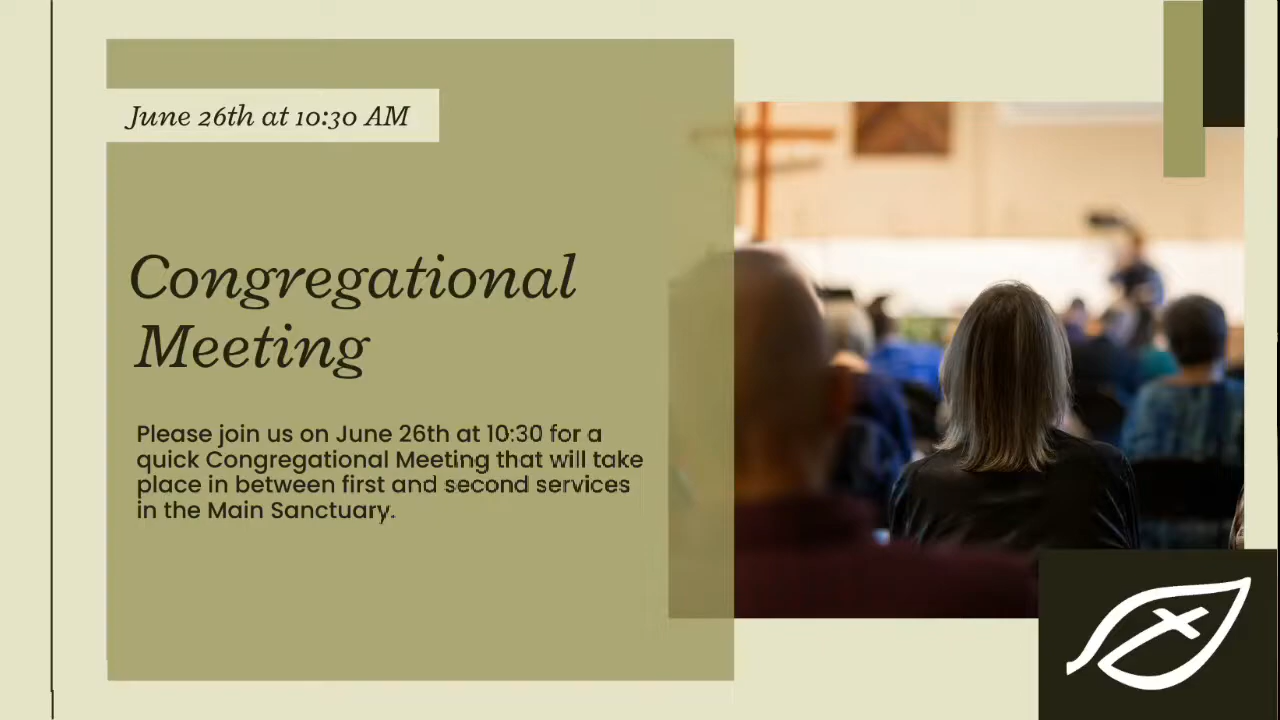 June 26th at 10:30 AM
Congregational
Meeting
Please join us on June 26th at 10:30 for a
quick Congregational Meeting that will take
place in between first and second services
in the Main Sanctuary.